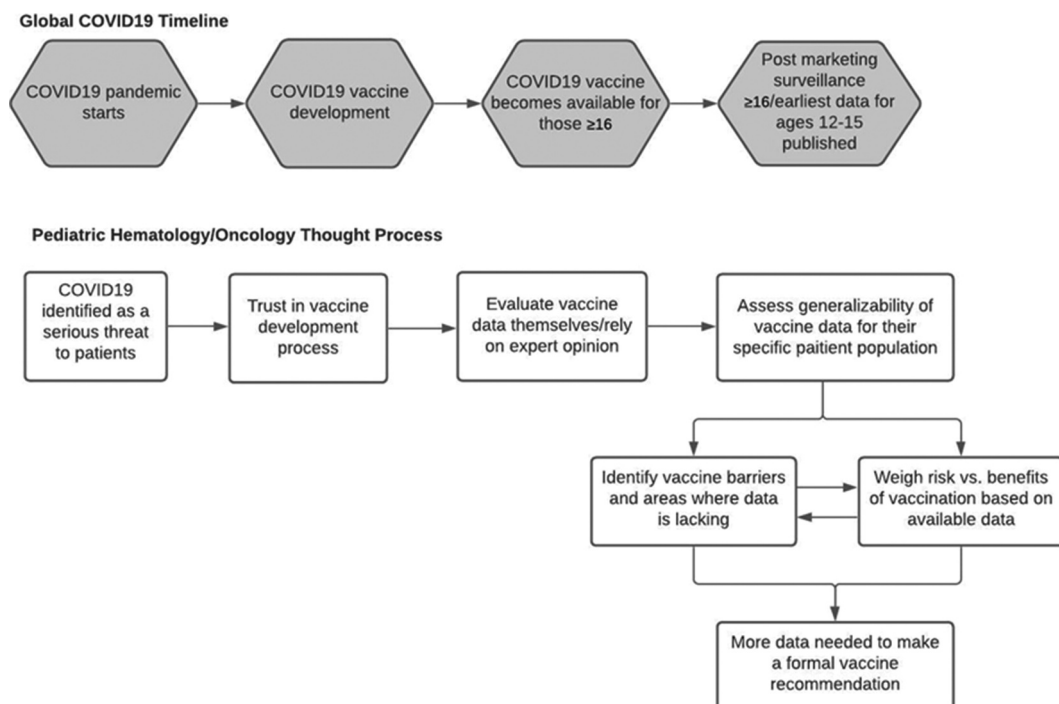 Global COVID19 Timeline
COVID19 pandemic
starts
COVID19 vaccine
development
COVID19 vaccine
becomes available for
those ≥16
Post marketing
surveillance
≥16/earliest data for
ages 12-15
published
Pediatric Hematology/Oncology Thought Process
COVID19
identified as a
serious threat
to patients
Trust in vaccine
development
process
Evaluate vaccine
data themselves/rely
on expert opinion
Assess generalizability of
vaccine data for their
specific paitient population
Identify vaccine barriers
and areas where data
is lacking
Weigh risk vs. benefits
of vaccination based on
available data
More data needed to make
a formal vaccine
recommendation